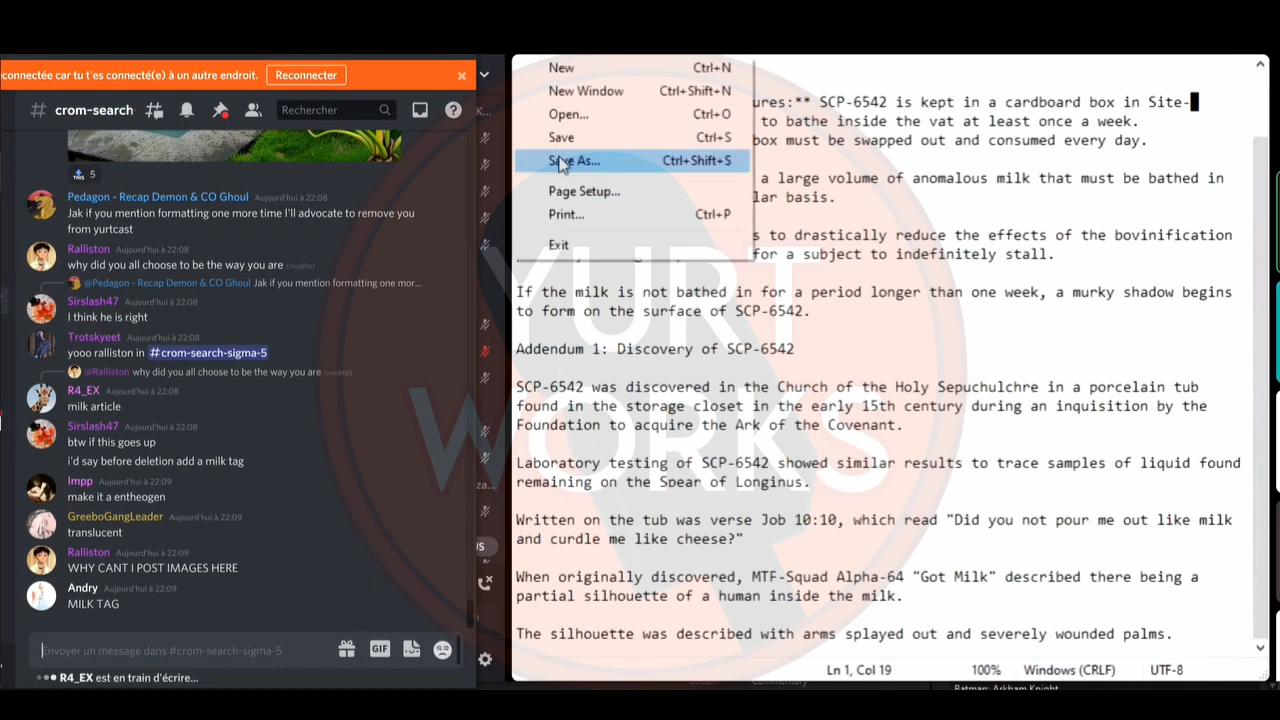 connectée car tu t'es connecté(e) à un autre endroit. Reconnecter
# crom-search
Rechercher
5
Pedagon - Recap Demon & CO Ghoul Aujourd'hui à 22:08
Jak if you mention formatting one more time I'll advocate to remove you
from yurtcast
Ralliston Aujourd'hui à 22:08
why did you all choose to be the way you are (modifié)
@Pedagon - Recap Demon & CO Ghoul Jak if you mention formatting one mor...
Sirslash47 Aujourd'hui à 22:08
I think he is right
Trotskyeet Aujourd'hui à 22:08
yooo ralliston in #crom-search-sigma-5
@Ralliston why did you all choose to be the way you are (modifié)
R4_EX Aujourd'hui à 22:08
milk article
Sirslash47 Aujourd'hui à 22:08
btw if this goes up
i'd say before deletion add a milk tag
Impp Aujourd'hui à 22:09
make it a entheogen
GreeboGangLeader Aujourd'hui à 22:09
translucent
Ralliston Aujourd'hui à 22:09
WHY CANT I POST IMAGES HERE
Andry Aujourd'hui à 22:09
MILK TAG
Envoyer un message dans #crom-search-sigma-5
GIF
R4_EX est en train d'écrire...
K...
za...
US
New Ctrl+N
New Window Ctrl+Shift+N
Open... Ctrl+O
Save Ctrl+S
Save As... Ctrl+Shift+S
Page Setup...
Print... Ctrl+P
Exit
ures:** SCP-6542 is kept in a cardboard box in Site-
to bathe inside the vat at least once a week.
box must be swapped out and consumed every day.
a large volume of anomalous milk that must be bathed in
lar basis.
s to drastically reduce the effects of the bovinification
for a subject to indefinitely stall.
If the milk is not bathed in for a period longer than one week, a murky shadow begins
to form on the surface of SCP-6542.
Addendum 1: Discovery of SCP-6542
SCP-6542 was discovered in the Church of the Holy Sepuchulchre in a porcelain tub
found in the storage closet in the early 15th century during an inquisition by the
Foundation to acquire the Ark of the Covenant.
Laboratory testing of SCP-6542 showed similar results to trace samples of liquid found
remaining on the Spear of Longinus.
Written on the tub was verse Job 10:10, which read "Did you not pour me out like milk
and curdle me like cheese?"
When originally discovered, MTF-Squad Alpha-64 "Got Milk" described there being a
partial silhouette of a human inside the milk.
The silhouette was described with arms splayed out and severely wounded palms.
Ln 1, Col 19 100% Windows (CRLF) UTF-8
Batman: Arkham Knight
YURT
WORKS